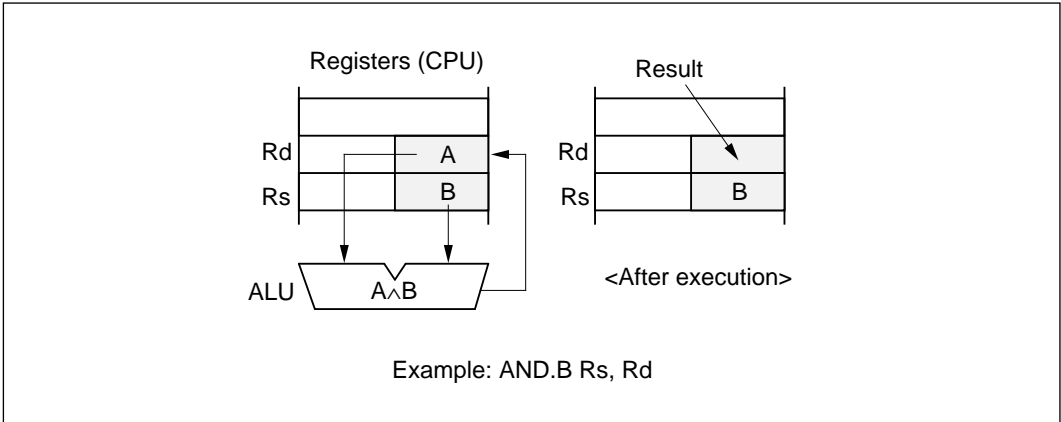 Registers (CPU)
Result
Rd A
Rs B
Rd
Rs B
ALU A∧B
<After execution>
Example: AND.B Rs, Rd